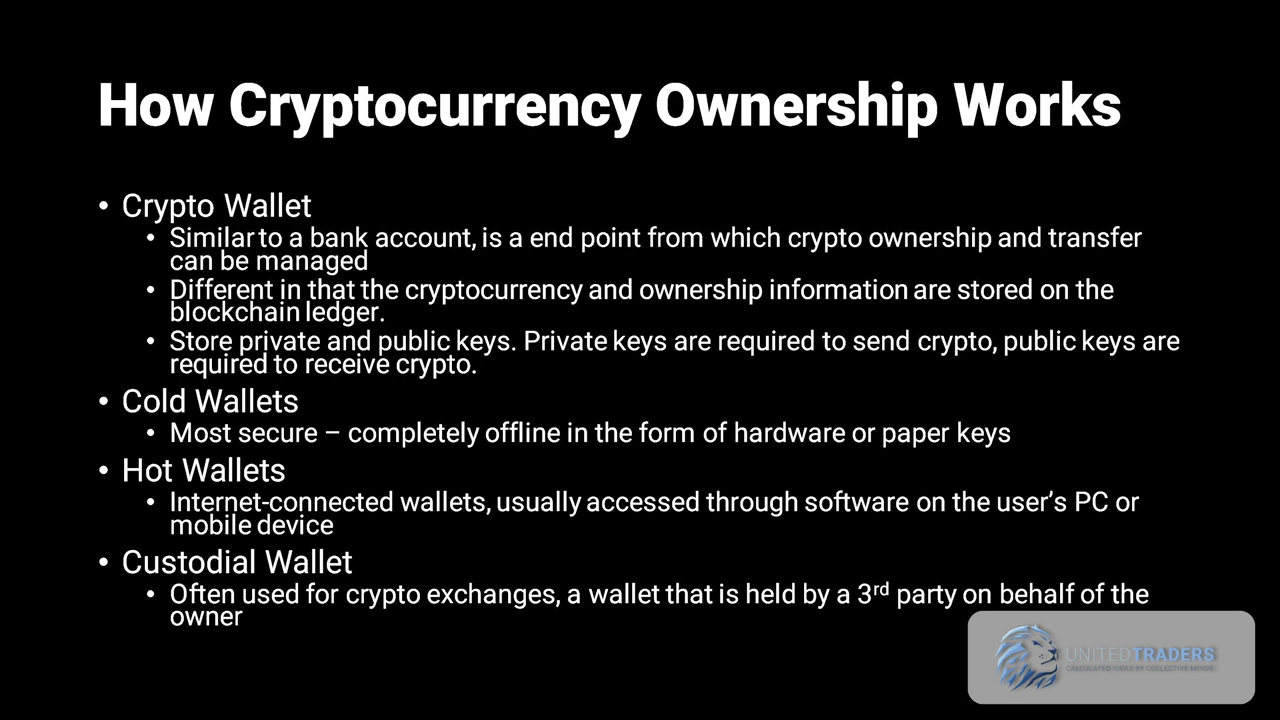 How Cryptocurrency Ownership Works
• Crypto Wallet
• Similar to a bank account, is a end point from which crypto ownership and transfer
can be managed
• Different in that the cryptocurrency and ownership information are stored on the
blockchain ledger.
• Store private and public keys. Private keys are required to send crypto, public keys are
required to receive crypto.
• Cold Wallets
• Most secure – completely offline in the form of hardware or paper keys
• Hot Wallets
• Internet-connected wallets, usually accessed through software on the user’s PC or
mobile device
• Custodial Wallet
• Often used for crypto exchanges, a wallet that is held by a 3rd party on behalf of the
owner
UNITEDTRADERS
CALCULATED IDEAS BY COLLECTIVE MINDS